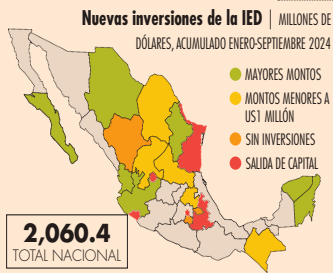 Nuevas inversiones de la IED | MILLONES DE
DÓLARES, ACUMULADO ENERO-SEPTIEMBRE 2024
MAYORES MONTOS
MONTOS MENORES A
US1 MILLÓN
SIN INVERSIONES
SALIDA DE CAPITAL
2,060.4
TOTAL NACIONAL